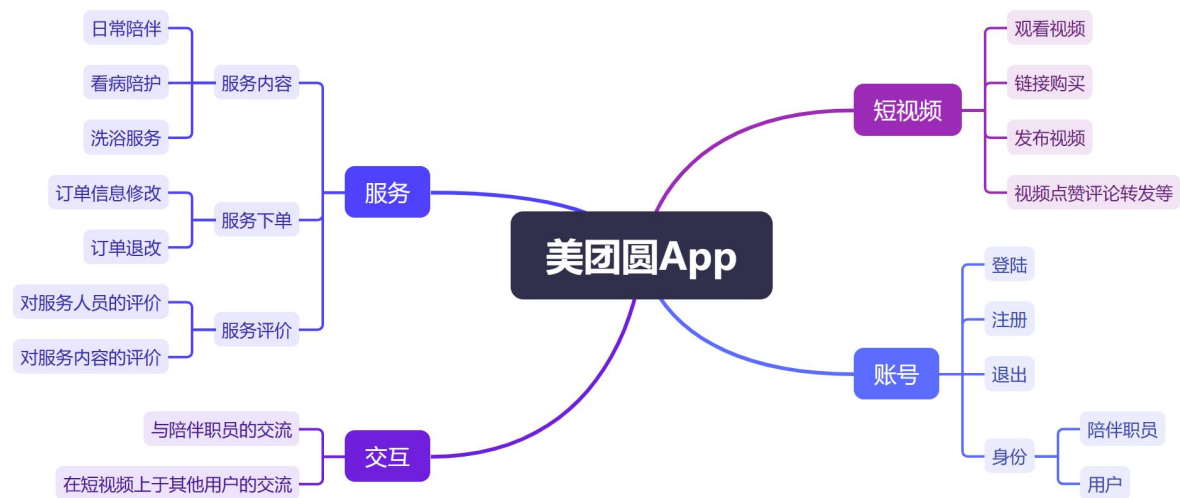 美团圆App
服务
服务内容
日常陪伴
看病陪护
洗浴服务
服务下单
订单信息修改
订单退改
服务评价
对服务人员的评价
对服务内容的评价
交互
与陪伴职员的交流
在短视频上于其他用户的交流
短视频
观看视频
链接购买
发布视频
视频点赞评论转发等
账号
登陆
注册
退出
身份
陪伴职员
用户